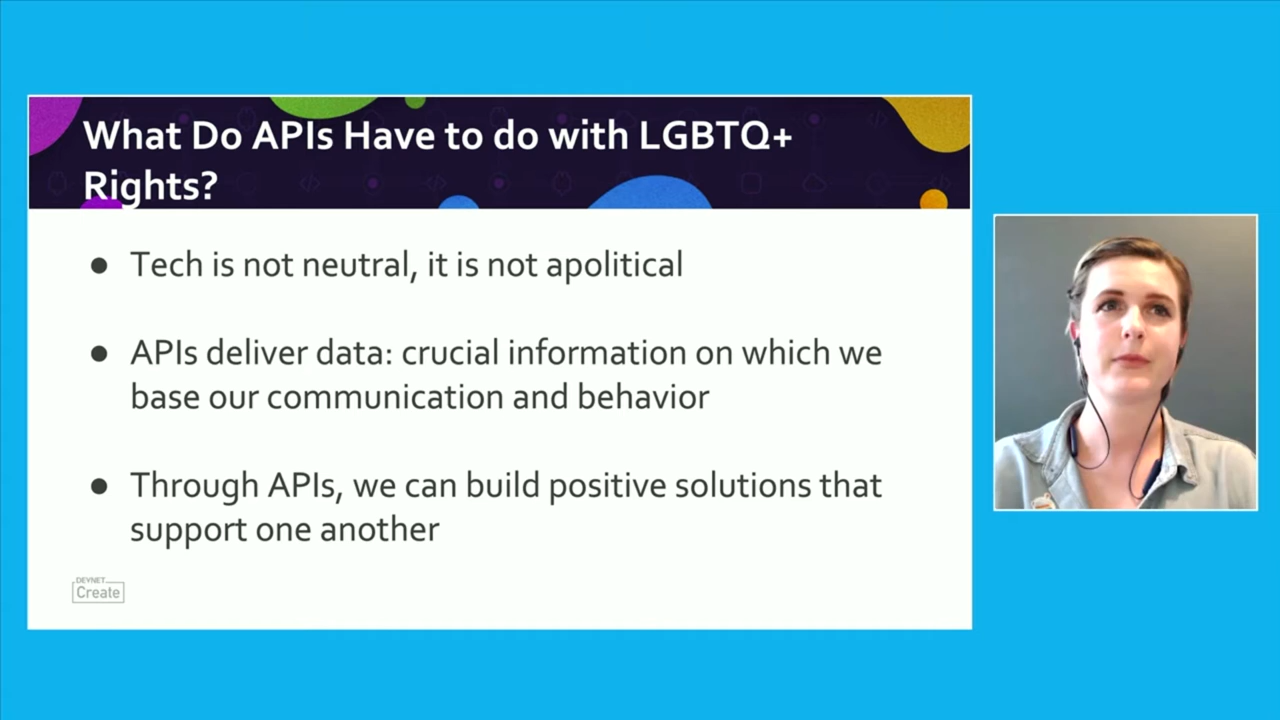 What Do APIs Have to do with LGBTQ+
Rights?
● Tech is not neutral, it is not apolitical
● APIs deliver data: crucial information on which we
base our communication and behavior
● Through APIs, we can build positive solutions that
support one another
DEVNET
Create